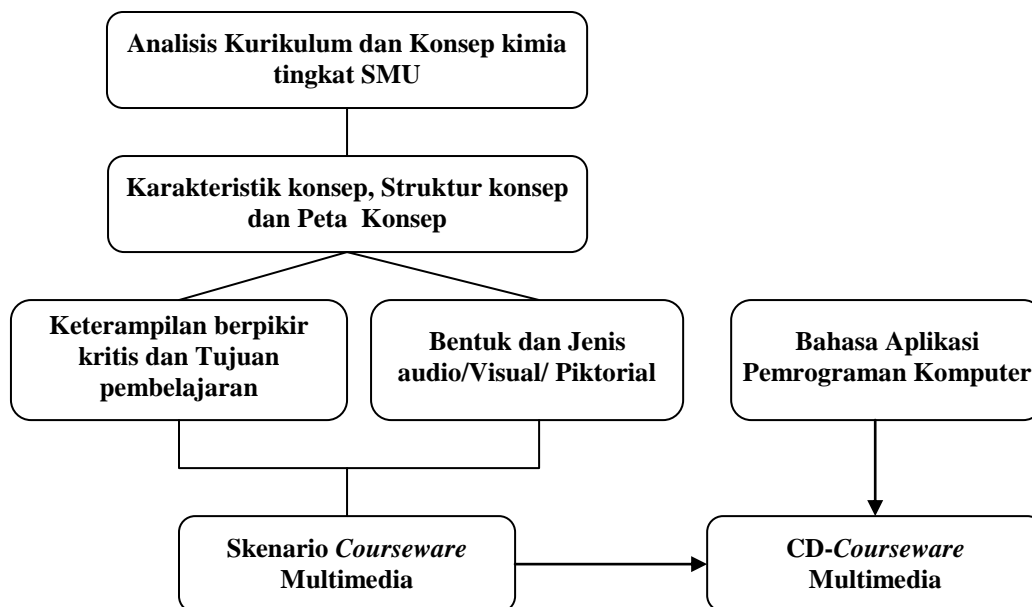 Analisis Kurikulum dan Konsep kimia
tingkat SMU
Karakteristik konsep, Struktur konsep
dan Peta Konsep
Keterampilan berpikir
kritis dan Tujuan
pembelajaran
Bentuk dan Jenis
audio/Visual/ Piktorial
Bahasa Aplikasi
Pemrograman Komputer
Skenario Courseware
Multimedia
CD-Courseware
Multimedia